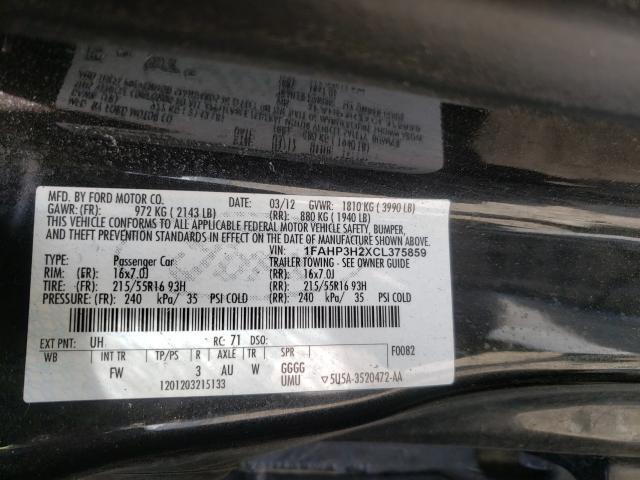 MFD. BY FORD MOTOR CO.
DATE: 03/12 GVWR: 1810 KG ( 3990 LB)
GAWR: (FR): 972 KG ( 2143 LB) (RR): 880 KG ( 1940 LB)
THIS VEHICLE CONFORMS TO ALL APPLICABLE FEDERAL MOTOR VEHICLE SAFETY, BUMPER,
AND THEFT PREVENTION STANDARDS IN EFFECT ON THE DATE OF MANUFACTURE SHOWN ABOVE.
VIN: 1FAHP3H2XCL375859
TYPE: Passenger Car TRAILER TOWING - SEE OWNER GUIDE
RIM: (FR): 16x7.0J (RR): 16x7.0J
TIRE: (FR): 215/55R16 93H (RR): 215/55R16 93H
PRESSURE: (FR): 240 kPa/ 35 PSI COLD (RR): 240 kPa/ 35 PSI COLD
EXT PNT: UH RC: 71 DSO: F0082
WB INT TR TP/PS R AXLE TR SPR
FW 3 AU W GGGG
1201203215133 UMU ▽5U5A-3520472-AA